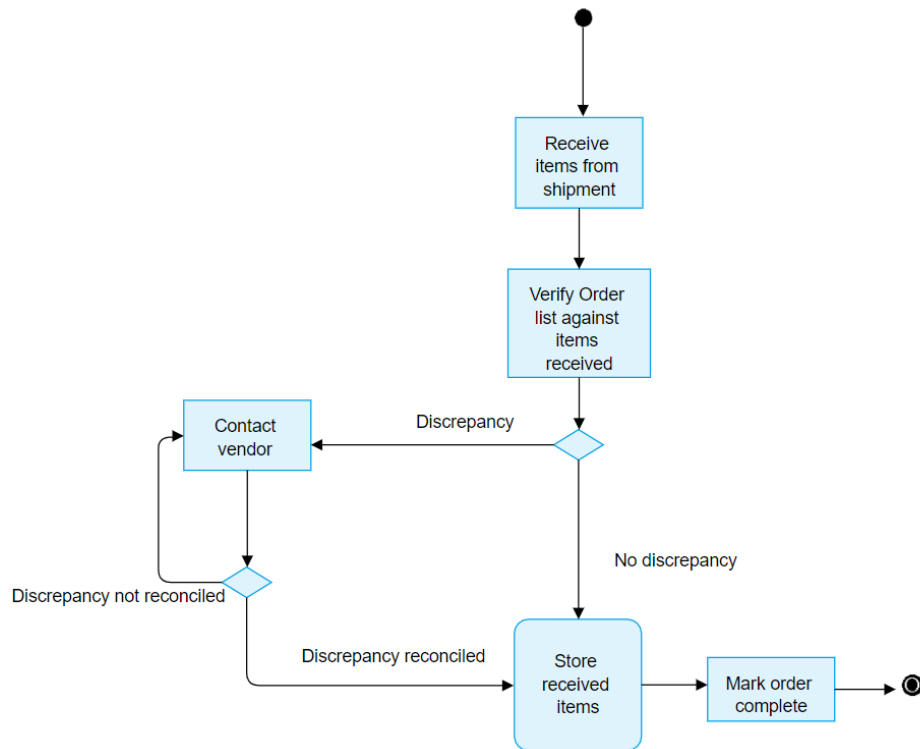 Receive
items from
shipment
Verify Order
list against
items
received
Contact
vendor
Discrepancy
No discrepancy
Discrepancy not reconciled
Discrepancy reconciled
Store
received
items
Mark order
complete